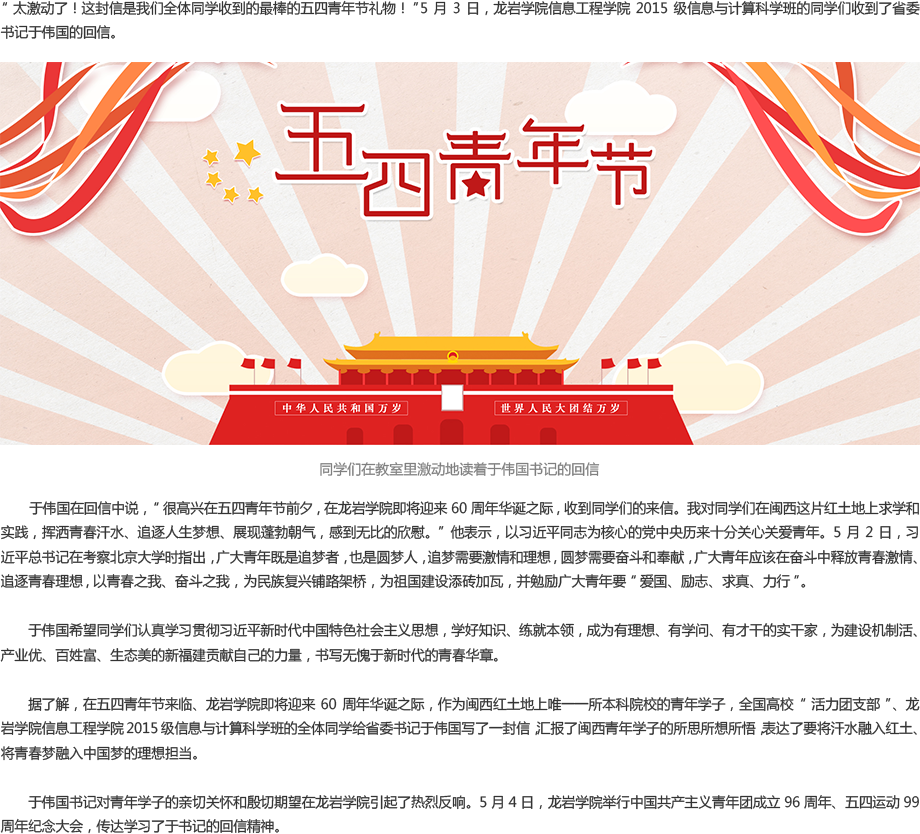 “ 太激动了！这封信是我们全体同学收到的最棒的五四青年节礼物！”5 月 3 日，龙岩学院信息工程学院 2015 级信息与计算科学班的同学们收到了省委
书记于伟国的回信。
五四青年节
中华人民共和国万岁
世界人民大团结万岁
同学们在教室里激动地读着于伟国书记的回信
于伟国在回信中说，“ 很高兴在五四青年节前夕，在龙岩学院即将迎来 60 周年华诞之际，收到同学们的来信。我对同学们在闽西这片红土地上求学和
实践，挥洒青春汗水、追逐人生梦想、展现蓬勃朝气，感到无比的欣慰。” 他表示，以习近平同志为核心的党中央历来十分关心关爱青年。5 月 2 日，习
近平总书记在考察北京大学时指出，广大青年既是追梦者，也是圆梦人，追梦需要激情和理想，圆梦需要奋斗和奉献，广大青年应该在奋斗中释放青春激情、
追逐青春理想，以青春之我、奋斗之我，为民族复兴铺路架桥，为祖国建设添砖加瓦，并勉励广大青年要 “ 爱国、励志、求真、力行 ”。
于伟国希望同学们认真学习贯彻习近平新时代中国特色社会主义思想，学好知识、练就本领，成为有理想、有学问、有才干的实干家，为建设机制活、
产业优、百姓富、生态美的新福建贡献自己的力量，书写无愧于新时代的青春华章。
据了解，在五四青年节来临、龙岩学院即将迎来 60 周年华诞之际，作为闽西红土地上唯一一所本科院校的青年学子，全国高校 “ 活力团支部 ”、龙
岩学院信息工程学院 2015 级信息与计算科学班的全体同学给省委书记于伟国写了一封信，汇报了闽西青年学子的所思所想所悟，表达了要将汗水融入红土、
将青春梦融入中国梦的理想担当。
于伟国书记对青年学子的亲切关怀和殷切期望在龙岩学院引起了热烈反响。5 月 4 日，龙岩学院举行中国共产主义青年团成立 96 周年、五四运动 99
周年纪念大会，传达学习了于书记的回信精神。